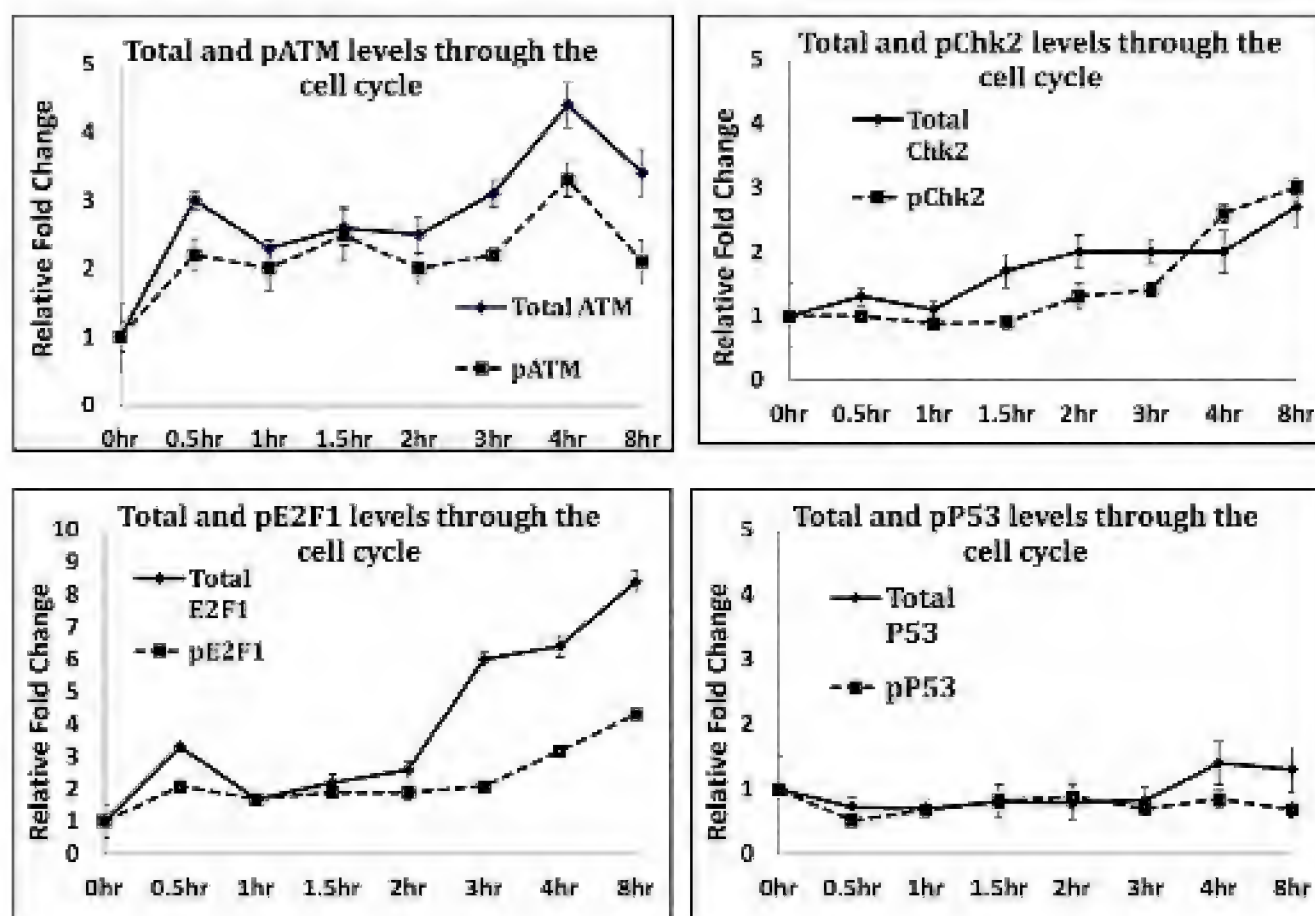 Total and pATM levels through the
cell cycle
Relative Fold Change
5
4
3
2
1
0
Total ATM
pATM
0hr 0.5hr 1hr 1.5hr 2hr 3hr 4hr 8hr
Total and pChk2 levels through the
cell cycle
Relative Fold Change
5
4
3
2
1
0
Total
Chk2
pChk2
0hr 0.5hr 1hr 1.5hr 2hr 3hr 4hr 8hr
Total and pE2F1 levels through the
cell cycle
Relative Fold Change
10
9
8
7
6
5
4
3
2
1
0
Total
E2F1
pE2F1
0hr 0.5hr 1hr 1.5hr 2hr 3hr 4hr 8hr
Total and pP53 levels through the
cell cycle
Relative Fold Change
5
4
3
2
1
0
Total
P53
pP53
0hr 0.5hr 1hr 1.5hr 2hr 3hr 4hr 8hr